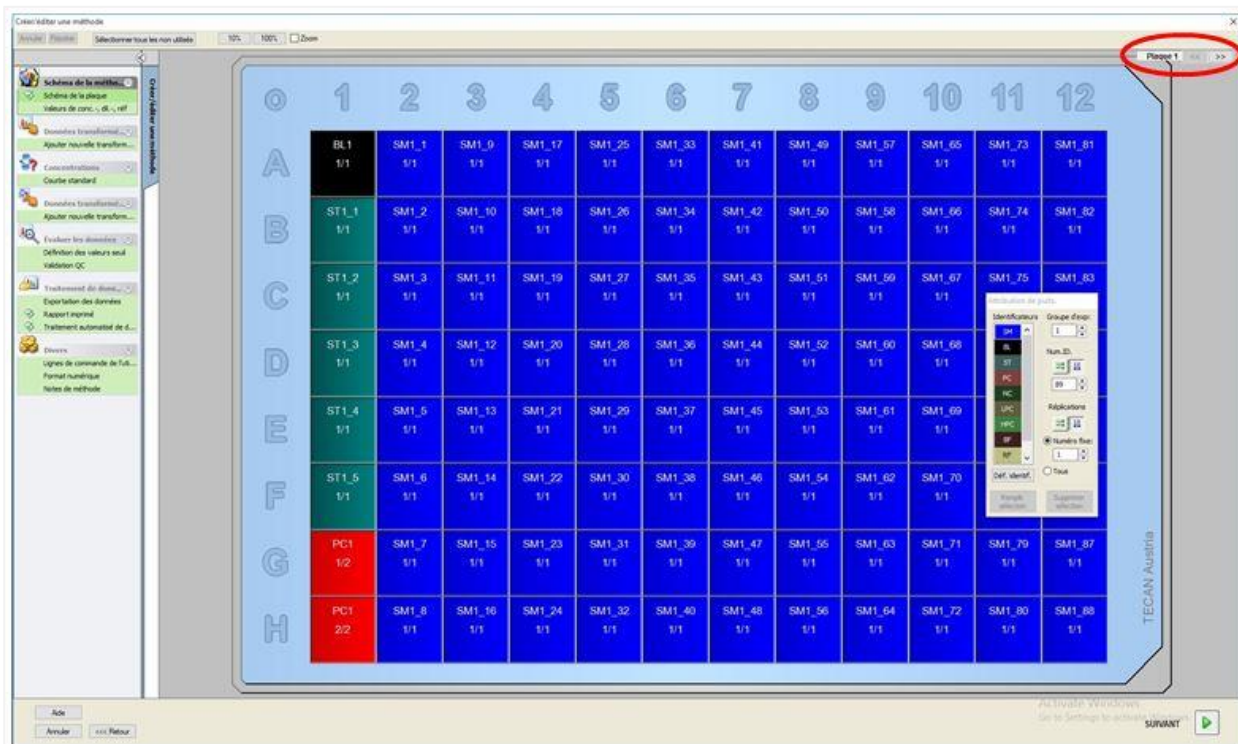 Créer/éditer une méthode
Annuler Répéter Sélectionner tous les non utilisés 10% 100% Zoom
Plaque 1 << >>
Créer/éditer une méthode
Schéma de la métho...
Schéma de la plaque
Valeurs de conc. -, dil. -, réf
Données transformé...
Ajouter nouvelle transform...
Concentrations
Courbe standard
Données transformé...
Ajouter nouvelle transform...
Evaluer les données
Définition des valeurs seuil
Validation QC
Traitement de donn...
Exportation des données
Rapport imprimé
Traitement automatisé de d...
Divers
Lignes de commande de l'uti...
Format numérique
Notes de méthode
o 1 2 3 4 5 6 7 8 9 10 11 12
A BL1 SM1_1 SM1_9 SM1_17 SM1_25 SM1_33 SM1_41 SM1_49 SM1_57 SM1_65 SM1_73 SM1_81
1/1 1/1 1/1 1/1 1/1 1/1 1/1 1/1 1/1 1/1 1/1 1/1
B ST1_1 SM1_2 SM1_10 SM1_18 SM1_26 SM1_34 SM1_42 SM1_50 SM1_58 SM1_66 SM1_74 SM1_82
1/1 1/1 1/1 1/1 1/1 1/1 1/1 1/1 1/1 1/1 1/1 1/1
C ST1_2 SM1_3 SM1_11 SM1_19 SM1_27 SM1_35 SM1_43 SM1_51 SM1_59 SM1_67 SM1_75 SM1_83
1/1 1/1 1/1 1/1 1/1 1/1 1/1 1/1 1/1 1/1
D ST1_3 SM1_4 SM1_12 SM1_20 SM1_28 SM1_36 SM1_44 SM1_52 SM1_60 SM1_68
1/1 1/1 1/1 1/1 1/1 1/1 1/1 1/1 1/1 1/1
E ST1_4 SM1_5 SM1_13 SM1_21 SM1_29 SM1_37 SM1_45 SM1_53 SM1_61 SM1_69
1/1 1/1 1/1 1/1 1/1 1/1 1/1 1/1 1/1 1/1
F ST1_5 SM1_6 SM1_14 SM1_22 SM1_30 SM1_38 SM1_46 SM1_54 SM1_62 SM1_70
1/1 1/1 1/1 1/1 1/1 1/1 1/1 1/1 1/1 1/1
G PC1 SM1_7 SM1_15 SM1_23 SM1_31 SM1_39 SM1_47 SM1_55 SM1_63 SM1_71 SM1_79 SM1_87
1/2 1/1 1/1 1/1 1/1 1/1 1/1 1/1 1/1 1/1 1/1 1/1
H PC1 SM1_8 SM1_16 SM1_24 SM1_32 SM1_40 SM1_48 SM1_56 SM1_64 SM1_72 SM1_80 SM1_88
2/2 1/1 1/1 1/1 1/1 1/1 1/1 1/1 1/1 1/1 1/1 1/1
Attribution de puits
Identificateurs Groupe d'exp:
SM 1
BL
ST
PC
NC
LPC
HPC
BF
RF
Num.ID.
89
Réplications
Numéro fixe:
1
Tous
Déf. identif.
Remplir sélection
Supprimer sélection
TECAN Austria
Aide
Annuler <<< Retour
Activate Windows
Go to Settings to activate Windows.
SUIVANT